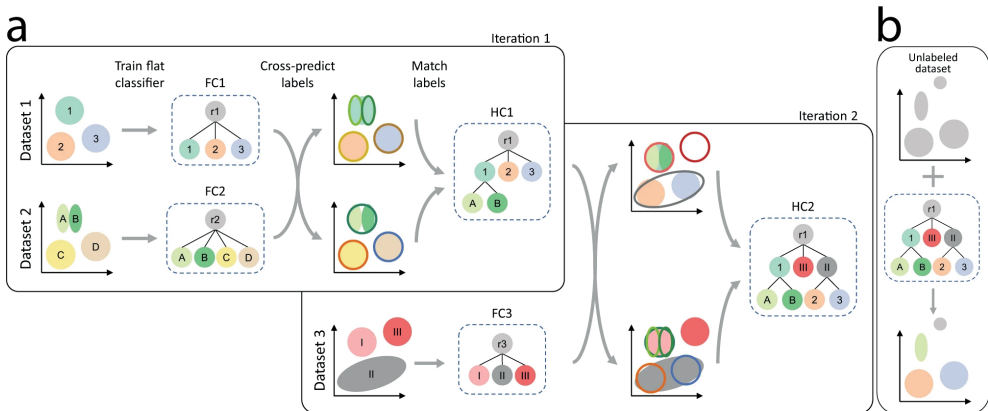 a
Iteration 1
Train flat
classifier
FC1
Cross-predict
labels
Match
labels
Dataset 1
1
2
3
r1
1
2
3
HC1
r1
1
2
3
A
B
Dataset 2
A
B
C
D
FC2
r2
A
B
C
D
Iteration 2
Dataset 3
I
III
II
FC3
r3
I
II
III
HC2
r1
1
III
II
A
B
2
3
b
Unlabeled
dataset
+
r1
1
III
II
A
B
2
3